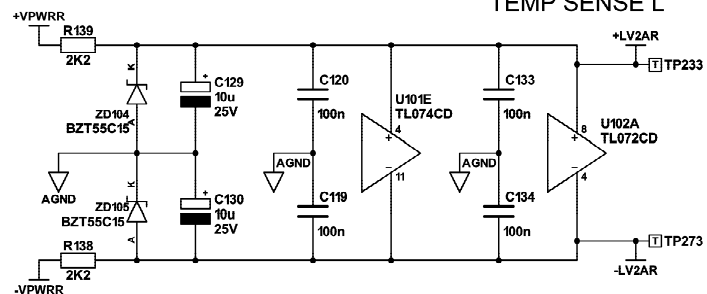 TEMP SENSE L
+VPWRR
R139
2K2
+LV2AR
TP233
K
ZD104
A
BZT55C15
+
C129
10u
25V
C120
100n
U101E
TL074CD
4
+
-
11
C133
100n
U102A
TL072CD
8
+
-
4
AGND
AGND
AGND
K
ZD105
BZT55C15
A
+
C130
10u
25V
C119
100n
C134
100n
R138
2K2
-VPWRR
T
T
TP273
-LV2AR